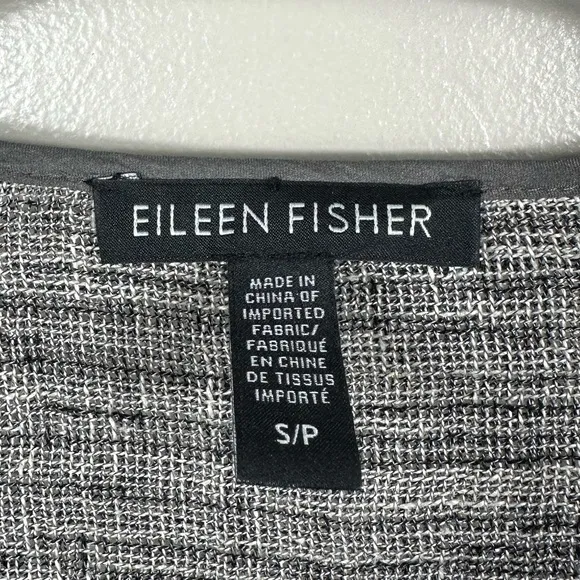 EILEEN FISHER
MADE IN
CHINA OF
IMPORTED
FABRIC/
FABRIQUÉ
EN CHINE
DE TISSUS
IMPORTÉ
S/P